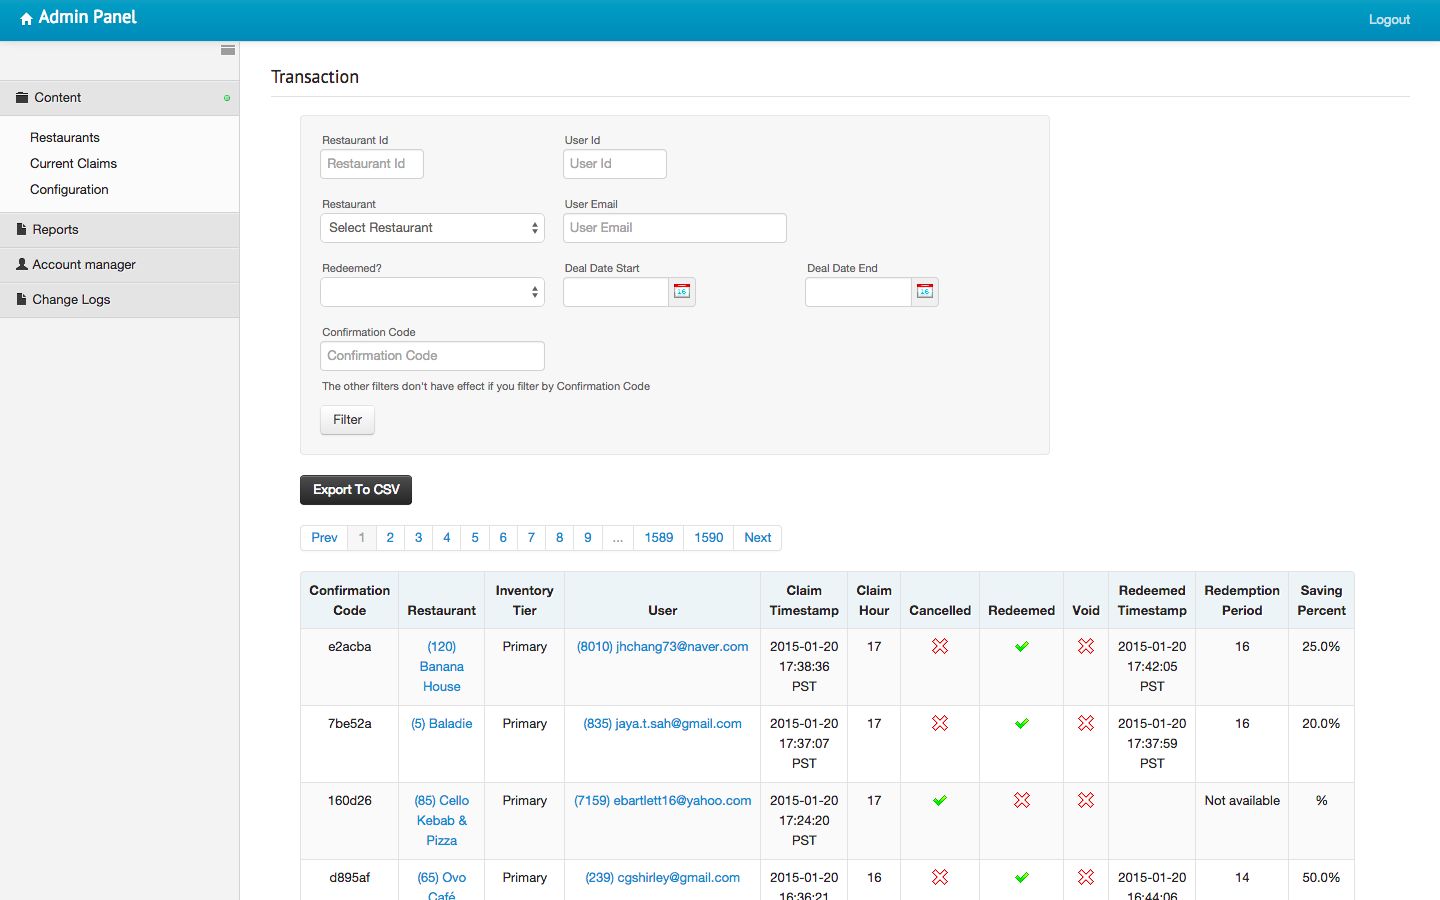 Admin Panel
Logout
Content
Restaurants
Current Claims
Configuration
Reports
Account manager
Change Logs
Transaction
Restaurant Id
User Id
Restaurant Id
User Id
Restaurant
User Email
Select Restaurant
User Email
Redeemed?
Deal Date Start
Deal Date End
16
16
Confirmation Code
Confirmation Code
The other filters don't have effect if you filter by Confirmation Code
Filter
Export To CSV
Prev 1 2 3 4 5 6 7 8 9 ... 1589 1590 Next
Confirmation Code Restaurant Inventory Tier User Claim Timestamp Claim Hour Cancelled Redeemed Void Redeemed Timestamp Redemption Period Saving Percent
e2acba (120) Banana House Primary (8010) jhchang73@naver.com 2015-01-20 17:38:36 PST 17 2015-01-20 17:42:05 PST 16 25.0%
7be52a (5) Baladie Primary (835) jaya.t.sah@gmail.com 2015-01-20 17:37:07 PST 17 2015-01-20 17:37:59 PST 16 20.0%
160d26 (85) Cello Kebab & Pizza Primary (7159) ebartlett16@yahoo.com 2015-01-20 17:24:20 PST 17 Not available %
d895af (65) Ovo Café Primary (239) cgshirley@gmail.com 2015-01-20 16:36:21 16 2015-01-20 16:44:06 14 50.0%